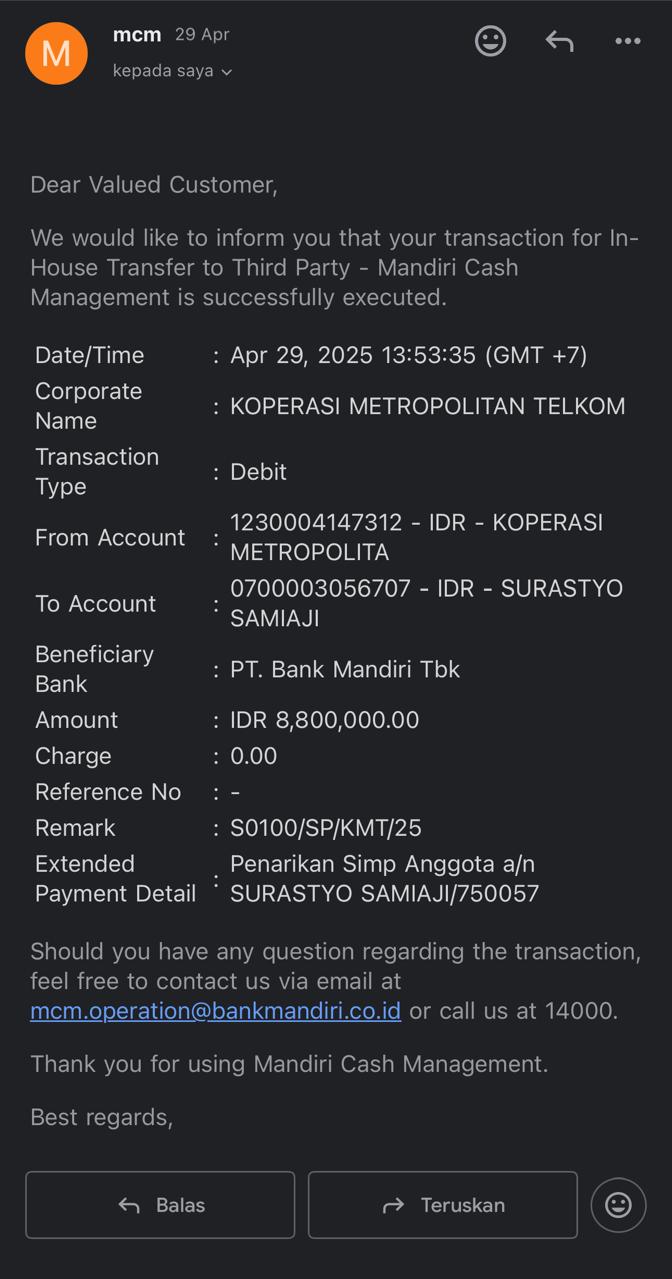 M
mcm 29 Apr
kepada saya
Dear Valued Customer,
We would like to inform you that your transaction for In-
House Transfer to Third Party - Mandiri Cash
Management is successfully executed.
Date/Time : Apr 29, 2025 13:53:35 (GMT +7)
Corporate
Name : KOPERASI METROPOLITAN TELKOM
Transaction
Type : Debit
From Account : 1230004147312 - IDR - KOPERASI
METROPOLITA
To Account : 0700003056707 - IDR - SURASTYO
SAMIAJI
Beneficiary
Bank : PT. Bank Mandiri Tbk
Amount : IDR 8,800,000.00
Charge : 0.00
Reference No : -
Remark : S0100/SP/KMT/25
Extended
Payment Detail : Penarikan Simp Anggota a/n
SURASTYO SAMIAJI/750057
Should you have any question regarding the transaction,
feel free to contact us via email at
mcm.operation@bankmandiri.co.id or call us at 14000.
Thank you for using Mandiri Cash Management.
Best regards,
Balas
Teruskan